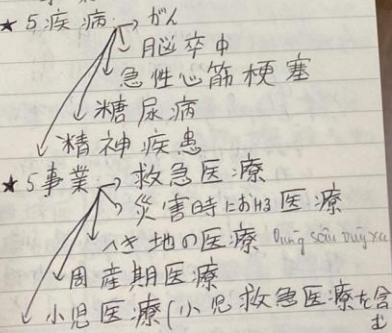 ★5疾病→がん
脳卒中
急性心筋梗塞
糖尿病
精神疾患
★5事業→救急医療
災害時における医療
へき地の医療 vùng sâu vùng xa
周産期医療
小児医療(小児救急医療を含む